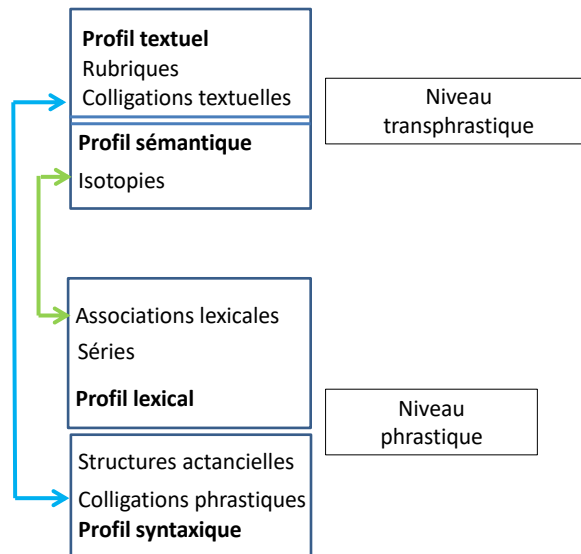 Profil textuel
Rubriques
Colligations textuelles
Niveau
transphrastique
Profil sémantique
Isotopies
Associations lexicales
Séries
Profil lexical
Niveau
phrastique
Structures actancielles
Colligations phrastiques
Profil syntaxique